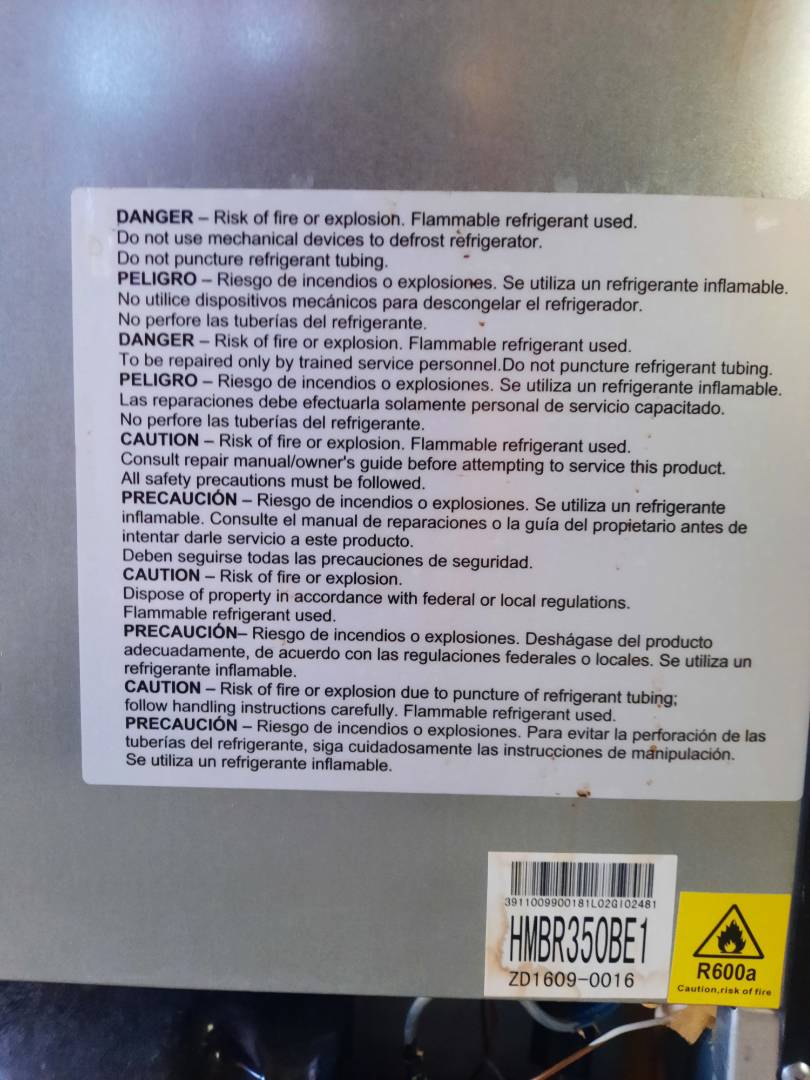 DANGER – Risk of fire or explosion. Flammable refrigerant used.
Do not use mechanical devices to defrost refrigerator.
Do not puncture refrigerant tubing.
PELIGRO – Riesgo de incendios o explosiones. Se utiliza un refrigerante inflamable.
No utilice dispositivos mecánicos para descongelar el refrigerador.
No perfore las tuberías del refrigerante.
DANGER – Risk of fire or explosion. Flammable refrigerant used.
To be repaired only by trained service personnel.Do not puncture refrigerant tubing.
PELIGRO – Riesgo de incendios o explosiones. Se utiliza un refrigerante inflamable.
Las reparaciones debe efectuarla solamente personal de servicio capacitado.
No perfore las tuberías del refrigerante.
CAUTION – Risk of fire or explosion. Flammable refrigerant used.
Consult repair manual/owner's guide before attempting to service this product.
All safety precautions must be followed.
PRECAUCIÓN – Riesgo de incendios o explosiones. Se utiliza un refrigerante
inflamable. Consulte el manual de reparaciones o la guía del propietario antes de
intentar darle servicio a este producto.
Deben seguirse todas las precauciones de seguridad.
CAUTION – Risk of fire or explosion.
Dispose of property in accordance with federal or local regulations.
Flammable refrigerant used.
PRECAUCIÓN– Riesgo de incendios o explosiones. Deshágase del producto
adecuadamente, de acuerdo con las regulaciones federales o locales. Se utiliza un
refrigerante inflamable.
CAUTION – Risk of fire or explosion due to puncture of refrigerant tubing;
follow handling instructions carefully. Flammable refrigerant used.
PRECAUCIÓN – Riesgo de incendios o explosiones. Para evitar la perforación de las
tuberías del refrigerante, siga cuidadosamente las instrucciones de manipulación.
Se utiliza un refrigerante inflamable.
3911009900181L02GI02481
HMBR350BE1
ZD1609-0016
R600a
Caution,risk of fire